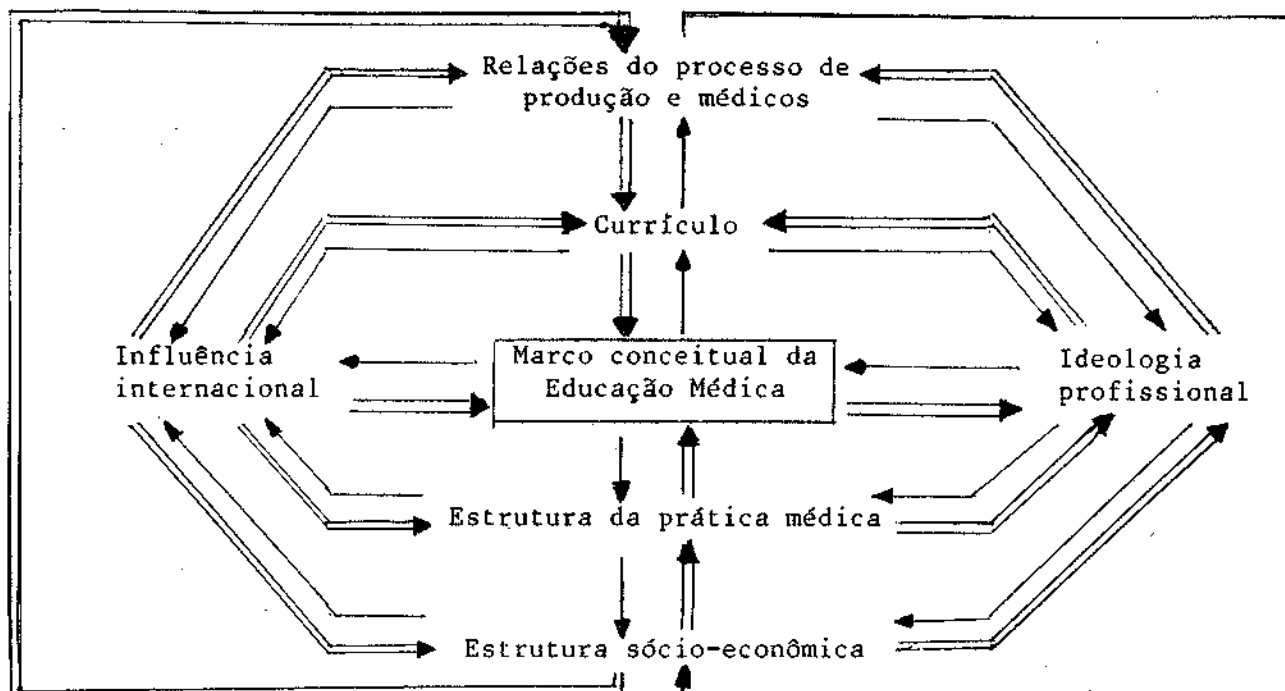 Relações do processo de
produção e médicos
Currículo
Influência
internacional
Marco conceitual da
Educação Médica
Ideologia
profissional
Estrutura da prática médica
Estrutura sócio-econômica